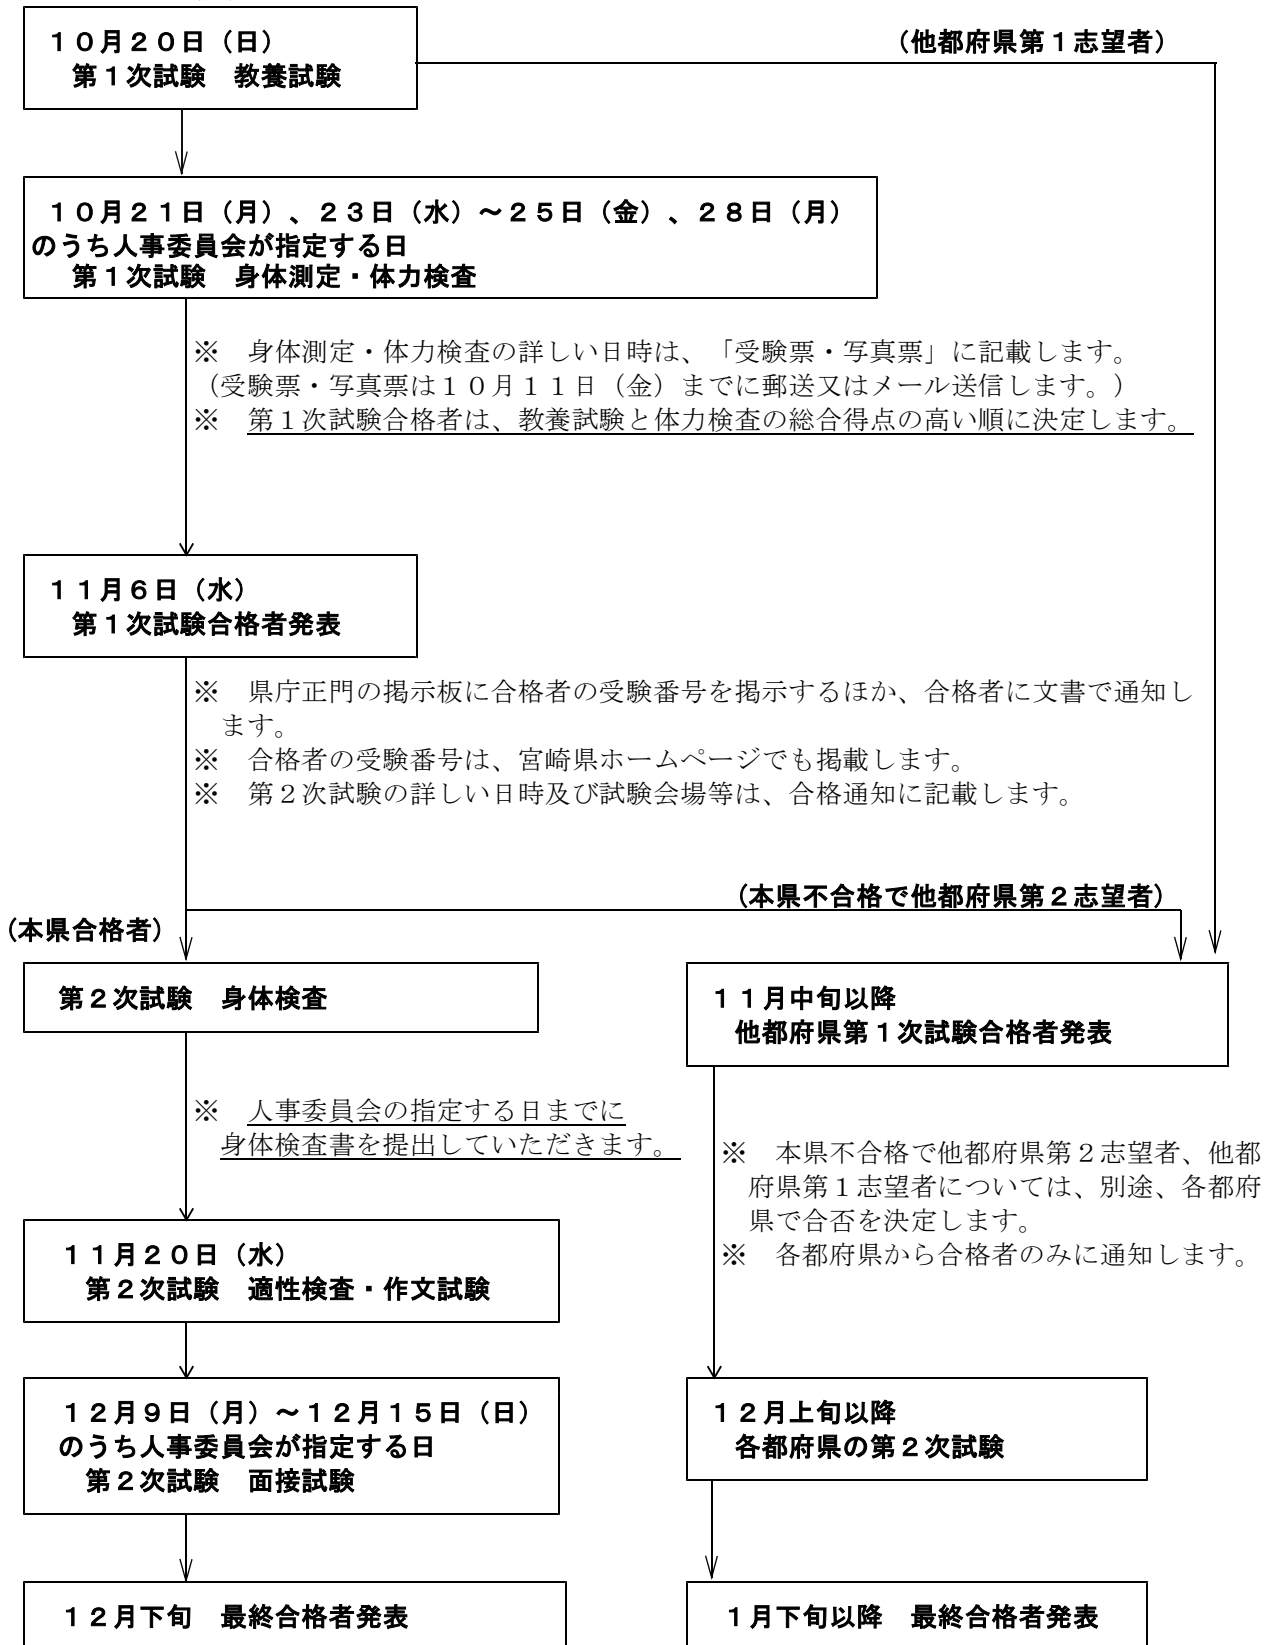 １０月２０日（日）
第１次試験　教養試験
（他都府県第１志望者）
１０月２１日（月）、２３日（水）～２５日（金）、２８日（月）
のうち人事委員会が指定する日
第１次試験　身体測定・体力検査
※　身体測定・体力検査の詳しい日時は、「受験票・写真票」に記載します。
（受験票・写真票は１０月１１日（金）までに郵送又はメール送信します。）
※　第１次試験合格者は、教養試験と体力検査の総合得点の高い順に決定します。
１１月６日（水）
第１次試験合格者発表
※　県庁正門の掲示板に合格者の受験番号を掲示するほか、合格者に文書で通知し
ます。
※　合格者の受験番号は、宮崎県ホームページでも掲載します。
※　第２次試験の詳しい日時及び試験会場等は、合格通知に記載します。
（本県不合格で他都府県第２志望者）
（本県合格者）
第２次試験　身体検査
※　人事委員会の指定する日までに
身体検査書を提出していただきます。
１１月２０日（水）
第２次試験　適性検査・作文試験
１２月９日（月）～１２月１５日（日）
のうち人事委員会が指定する日
第２次試験　面接試験
１２月下旬　最終合格者発表
１１月中旬以降
他都府県第１次試験合格者発表
※　本県不合格で他都府県第２志望者、他都
府県第１志望者については、別途、各都府
県で合否を決定します。
※　各都府県から合格者のみに通知します。
１２月上旬以降
各都府県の第２次試験
１月下旬以降　最終合格者発表